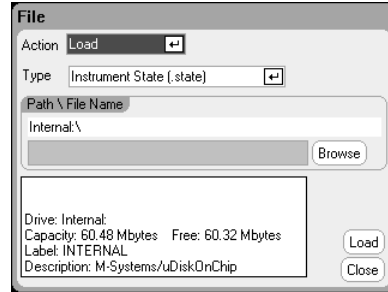 File
Action Load
Type Instrument State (.state)
Path \ File Name
Internal:\
Browse
Drive: Internal:
Capacity: 60.48 Mbytes Free: 60.32 Mbytes
Label: INTERNAL
Description: M-Systems/uDiskOnChip
Load
Close